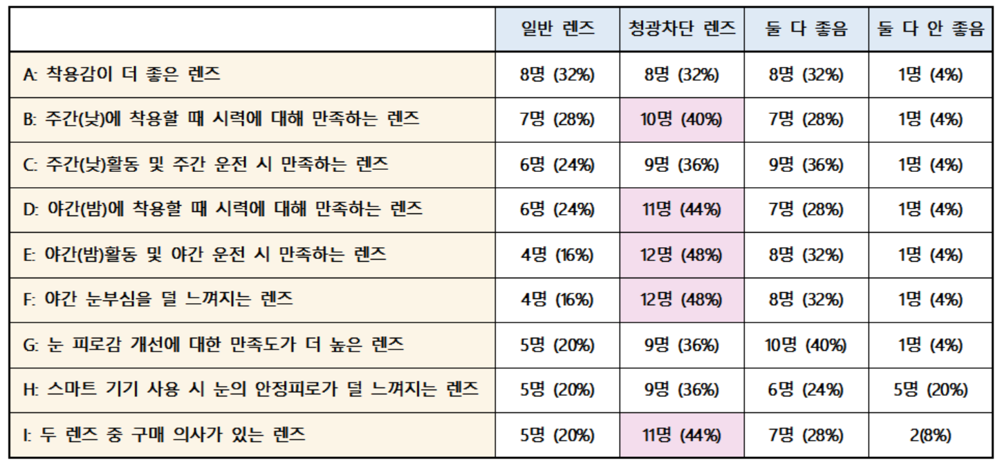 일반 렌즈 청광차단 렌즈 둘 다 좋음 둘 다 안 좋음
A: 착용감이 더 좋은 렌즈 8명 (32%) 8명 (32%) 8명 (32%) 1명 (4%)
B: 주간(낮)에 착용할 때 시력에 대해 만족하는 렌즈 7명 (28%) 10명 (40%) 7명 (28%) 1명 (4%)
C: 주간(낮)활동 및 주간 운전 시 만족하는 렌즈 6명 (24%) 9명 (36%) 9명 (36%) 1명 (4%)
D: 야간(밤)에 착용할 때 시력에 대해 만족하는 렌즈 6명 (24%) 11명 (44%) 7명 (28%) 1명 (4%)
E: 야간(밤)활동 및 야간 운전 시 만족하는 렌즈 4명 (16%) 12명 (48%) 8명 (32%) 1명 (4%)
F: 야간 눈부심을 덜 느껴지는 렌즈 4명 (16%) 12명 (48%) 8명 (32%) 1명 (4%)
G: 눈 피로감 개선에 대한 만족도가 더 높은 렌즈 5명 (20%) 9명 (36%) 10명 (40%) 1명 (4%)
H: 스마트 기기 사용 시 눈의 안정피로가 덜 느껴지는 렌즈 5명 (20%) 9명 (36%) 6명 (24%) 5명 (20%)
I: 두 렌즈 중 구매 의사가 있는 렌즈 5명 (20%) 11명 (44%) 7명 (28%) 2(8%)